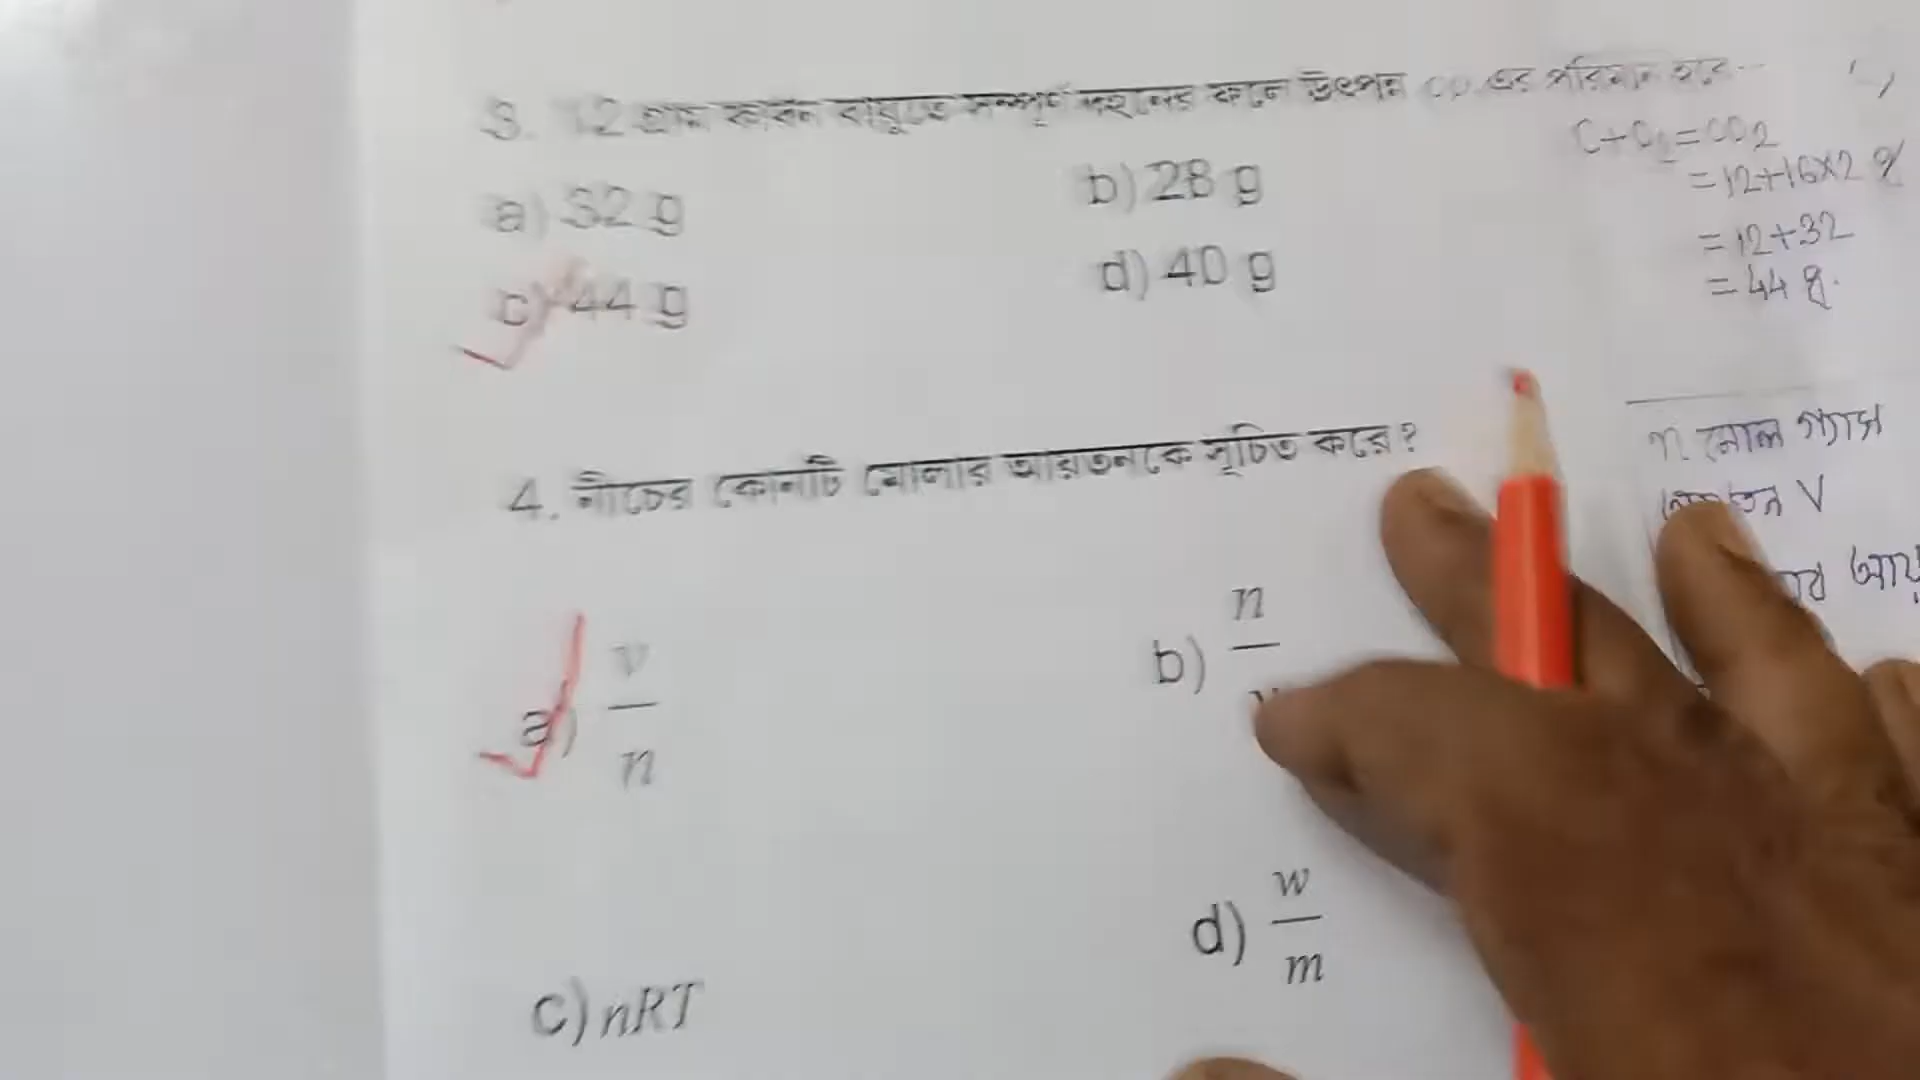 3. 12 গ্রাম কার্বন বায়ুতে সম্পূর্ণ দহনের ফলে উৎপন্ন CO₂ এর পরিমান হবে--
a) 32 g
b) 28 g
c) 44 g
d) 40 g
C+O₂=CO2
=12+16×2 g
=12+32
=44 g.
4. নীচের কোনটি মোলার আয়তনকে সূচিত করে?
a) v/n
b) n
c) nRT
d) w/m
n মোল গ্যাস
V